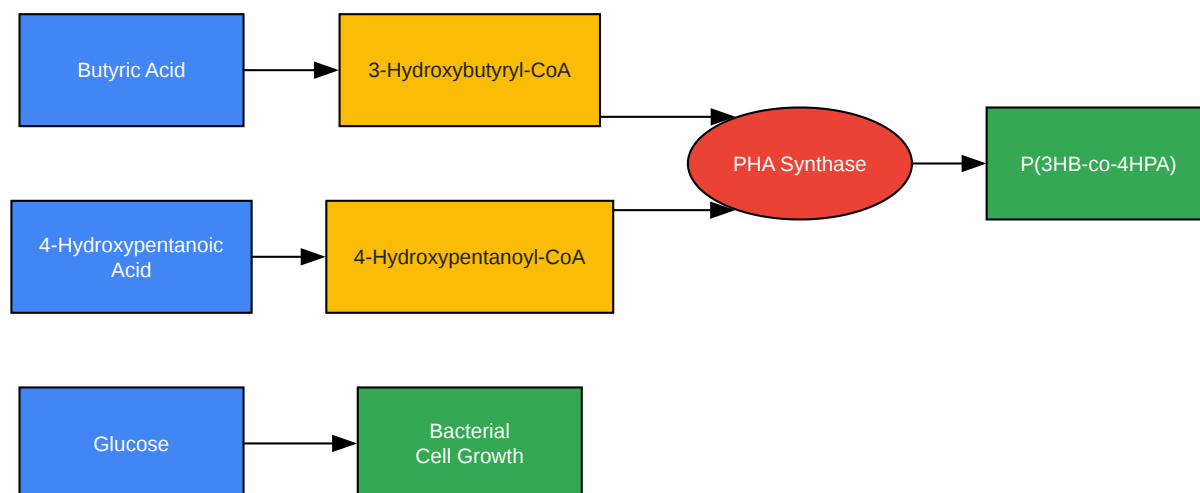 Butyric Acid
3-Hydroxybutyryl-CoA
PHA Synthase
P(3HB-co-4HPA)
4-Hydroxypentanoic
Acid
4-Hydroxypentanoyl-CoA
Glucose
Bacterial
Cell Growth